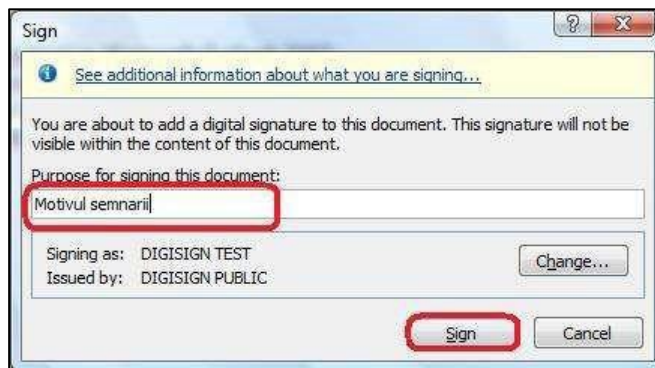 Sign
See additional information about what you are signing...
You are about to add a digital signature to this document. This signature will not be
visible within the content of this document.
Purpose for signing this document:
Motivul semnarii
Signing as: DIGISIGN TEST
Change...
Issued by: DIGISIGN PUBLIC
Sign
Cancel